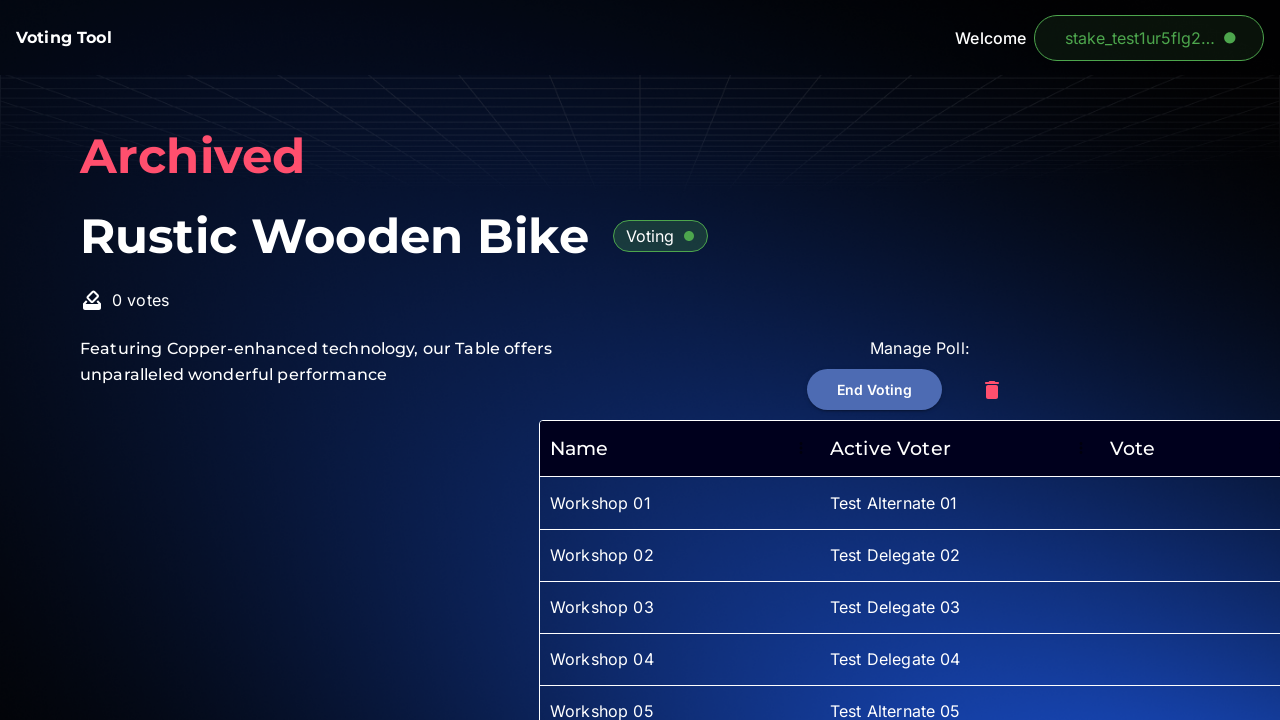 Voting Tool
Welcome
stake_test1ur5flg2...
Archived
Rustic Wooden Bike
Voting
0 votes
Featuring Copper-enhanced technology, our Table offers
unparalleled wonderful performance
Manage Poll:
End Voting
Name Active Voter Vote
Workshop 01 Test Alternate 01
Workshop 02 Test Delegate 02
Workshop 03 Test Delegate 03
Workshop 04 Test Delegate 04
Workshop 05 Test Alternate 05